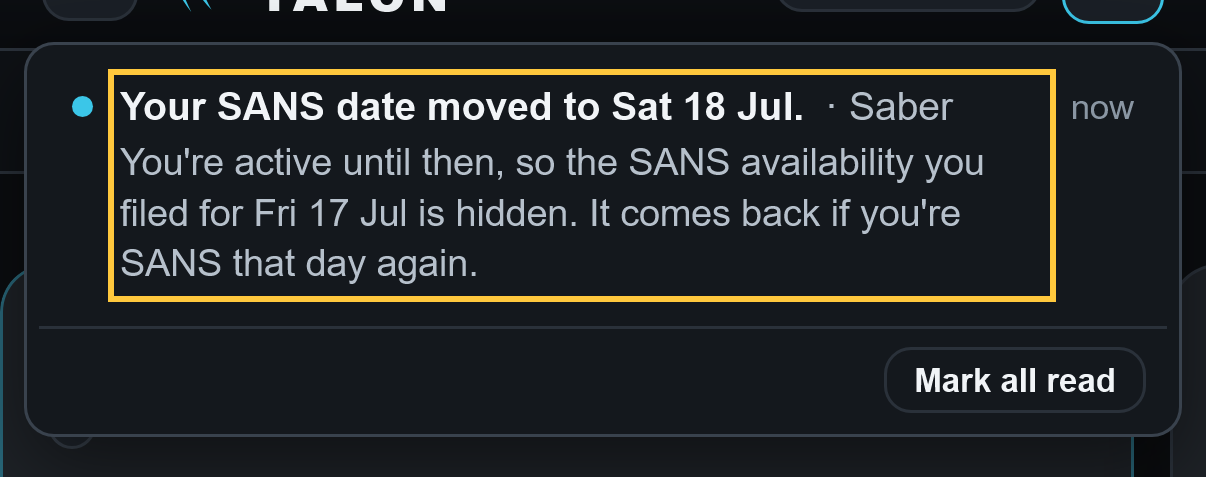 TALON
Your SANS date moved to Sat 18 Jul. · Saber
now
You're active until then, so the SANS availability you
filed for Fri 17 Jul is hidden. It comes back if you're
SANS that day again.
Mark all read